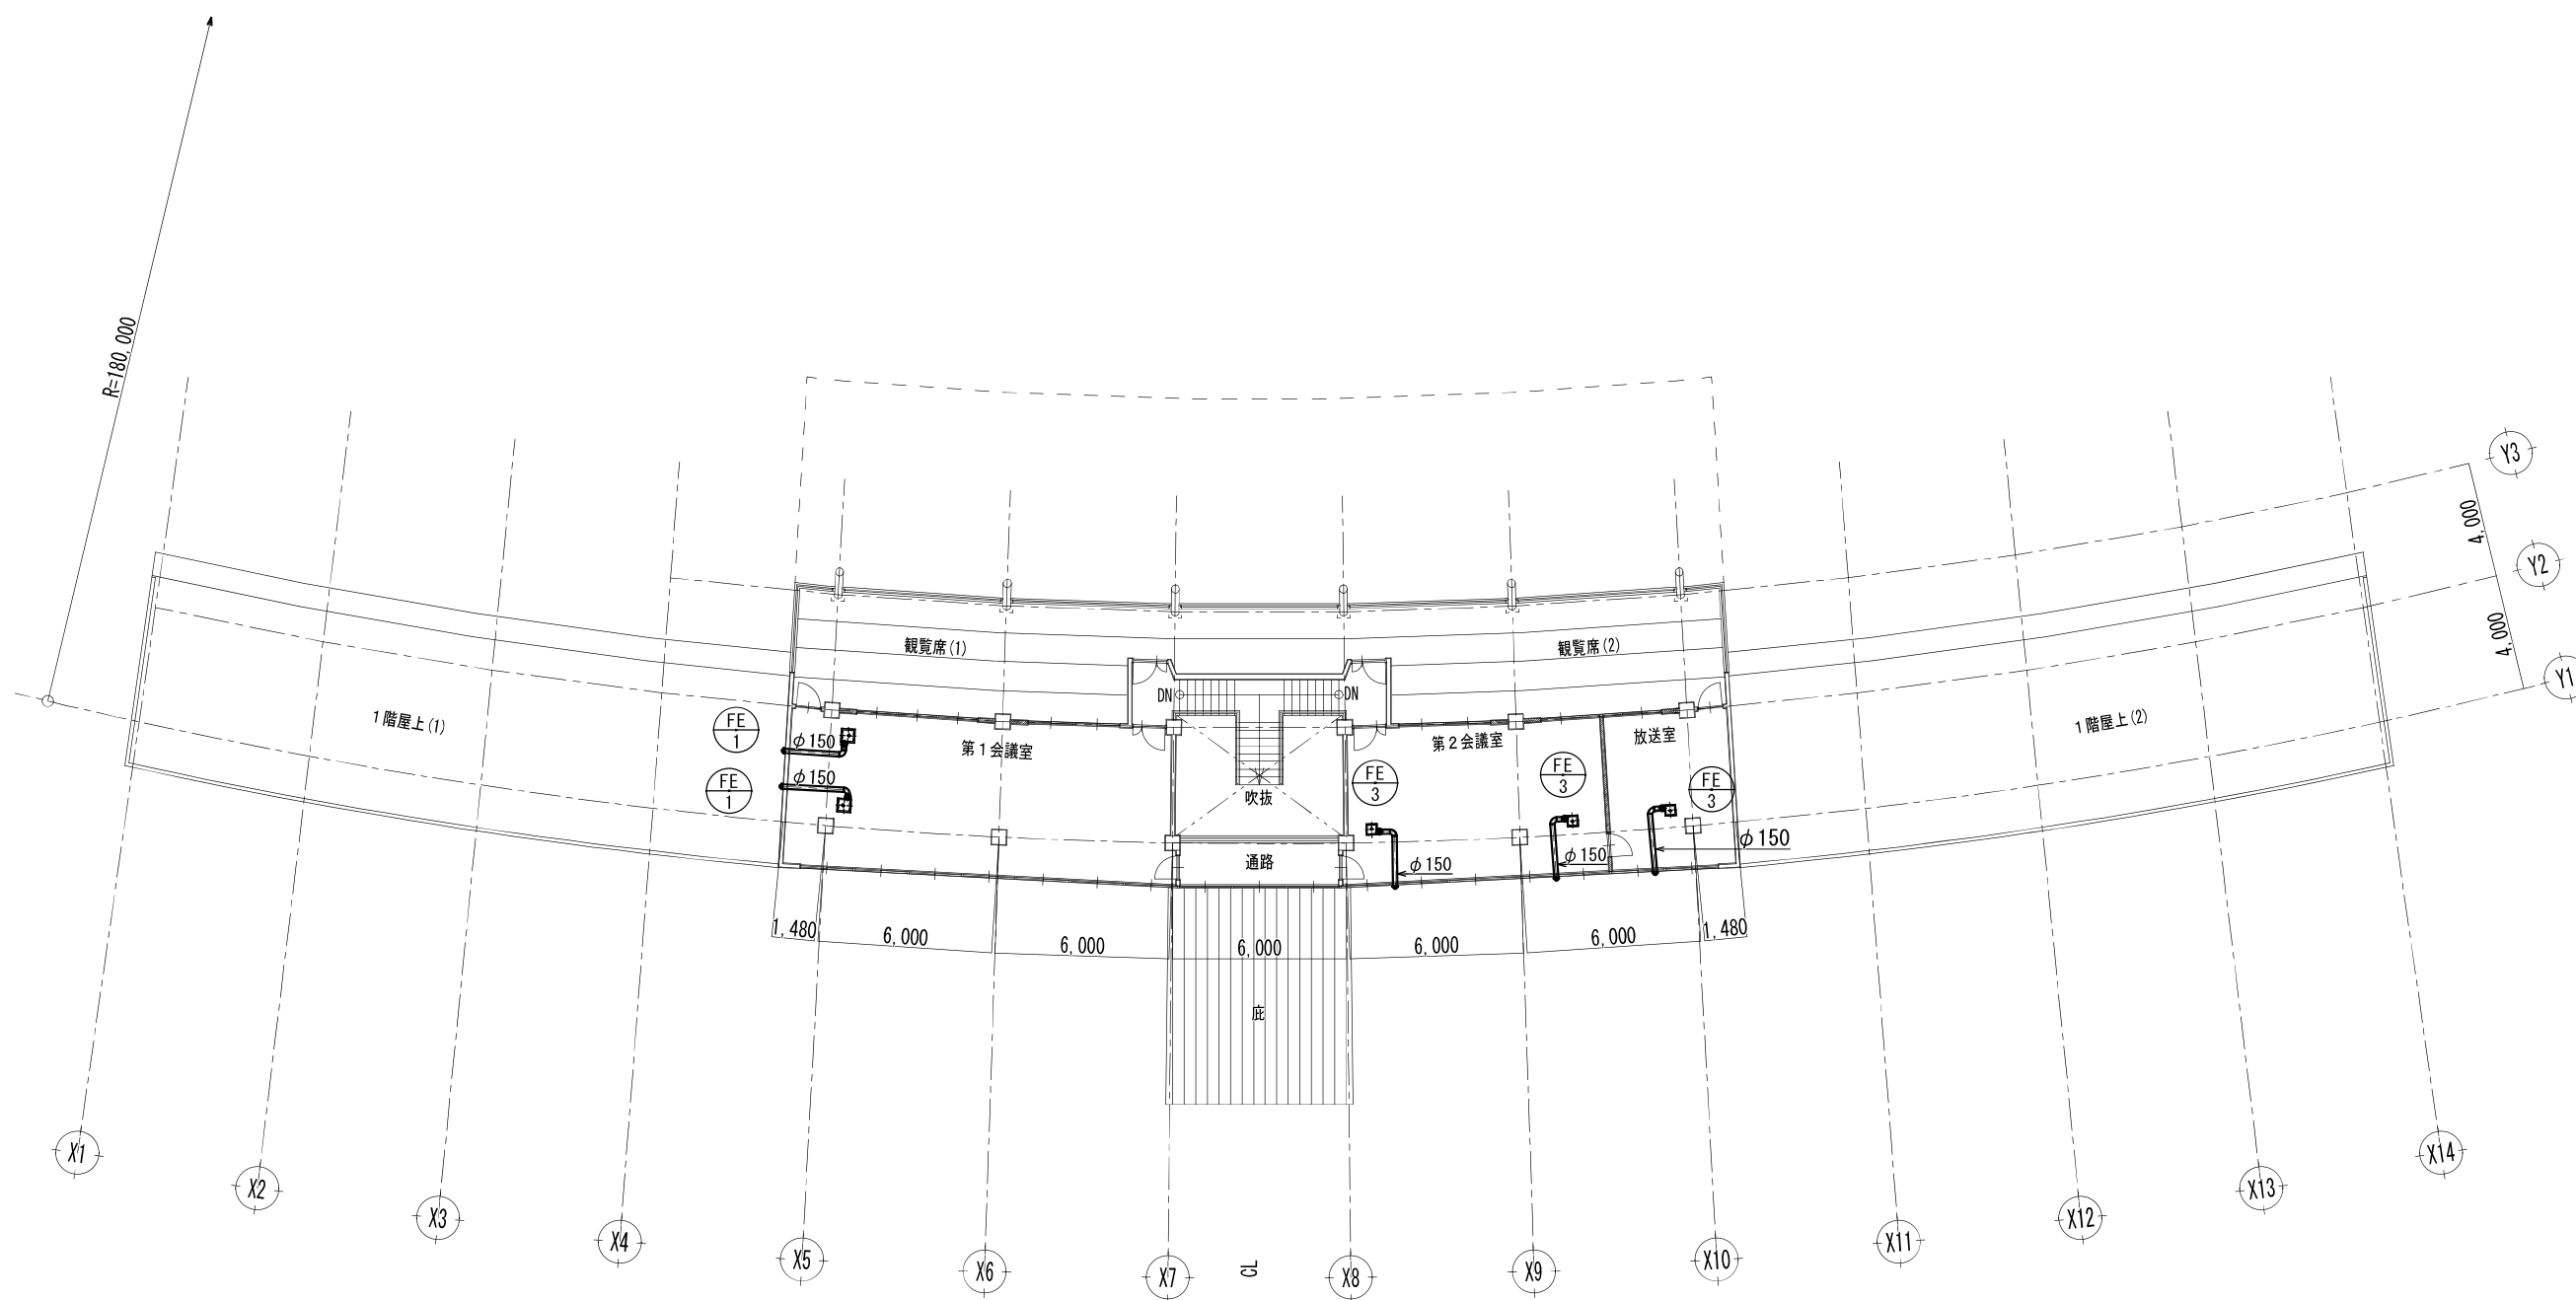 R=180,000
Y3
4,000
Y2
4,000
Y1
観覧席(1)
観覧席(2)
DN
DN
1階屋上(1)
1階屋上(2)
FE
1
φ150
第1会議室
第2会議室
放送室
FE
1
φ150
吹抜
FE
3
FE
3
FE
3
φ150
通路
φ150
φ150
1,480
6,000
6,000
6,000
6,000
6,000
1,480
庇
X1
X2
X3
X4
X5
X6
X7
CL
X8
X9
X10
X11
X12
X13
X14